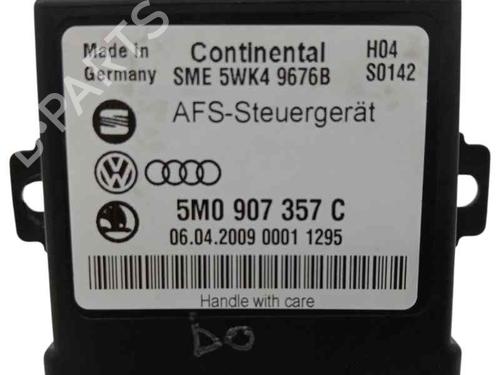 Made in Germany
Continental
SME 5WK4 9676B
H04
S0142
AFS-Steuergerät
5M0 907 357 C
06.04.2009 0001 1295
Handle with care